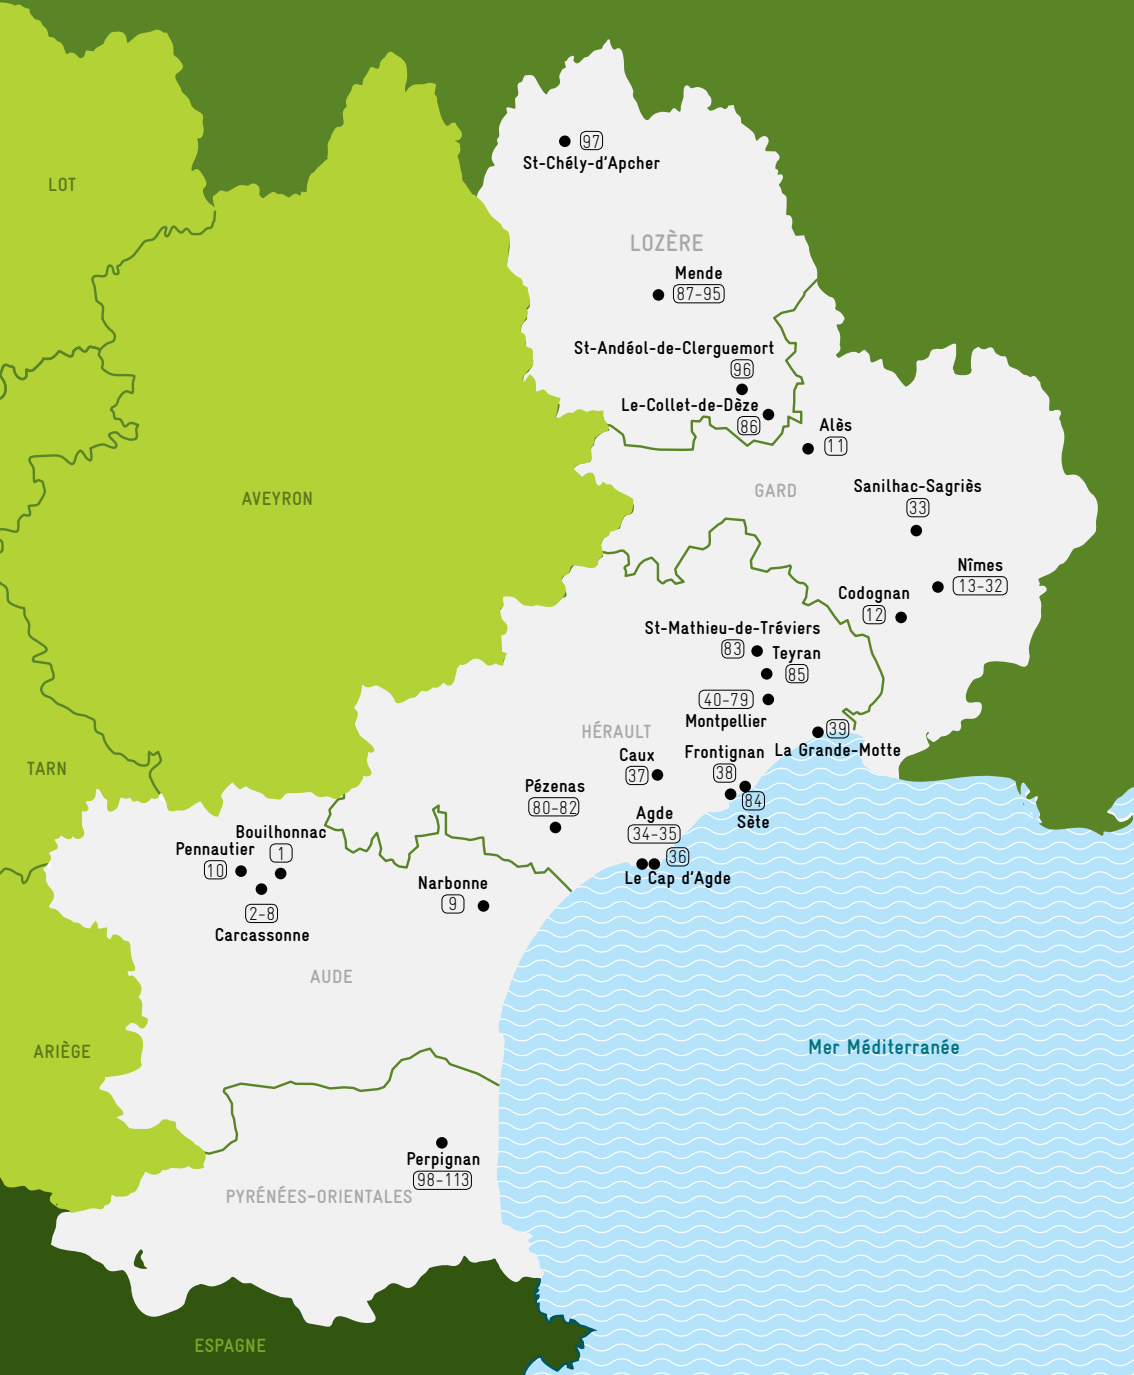 97
St-Chély-d'Apcher
LOT
LOZÈRE
Mende
87-95
St-Andéol-de-Clerguemort
96
Le-Collet-de-Dèze
86
Alès
11
GARD
Sanilhac-Sagriès
33
AVEYRON
Nîmes
13-32
Codognan
12
St-Mathieu-de-Tréviers
83
Teyran
85
40-79
Montpellier
HÉRAULT
39
La Grande-Motte
Frontignan
38
Caux
37
TARN
Pézenas
80-82
84
Sète
Agde
34-35
36
Le Cap d'Agde
Bouilhonnac
1
Pennautier
10
2-8
Carcassonne
Narbonne
9
AUDE
ARIÈGE
Mer Méditerranée
Perpignan
98-113
PYRÉNÉES-ORIENTALES
ESPAGNE